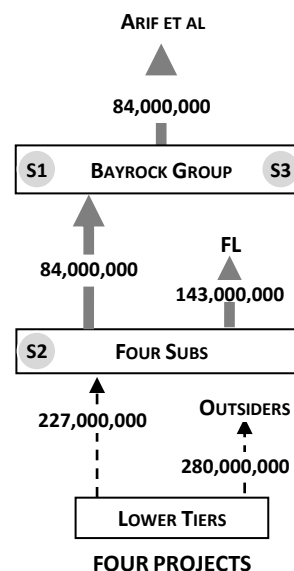 ARIF ET AL
84,000,000
S1 BAYROCK GROUP S3
FL
84,000,000
143,000,000
S2 FOUR SUBS
OUTSIDERS
227,000,000
280,000,000
LOWER TIERS
FOUR PROJECTS